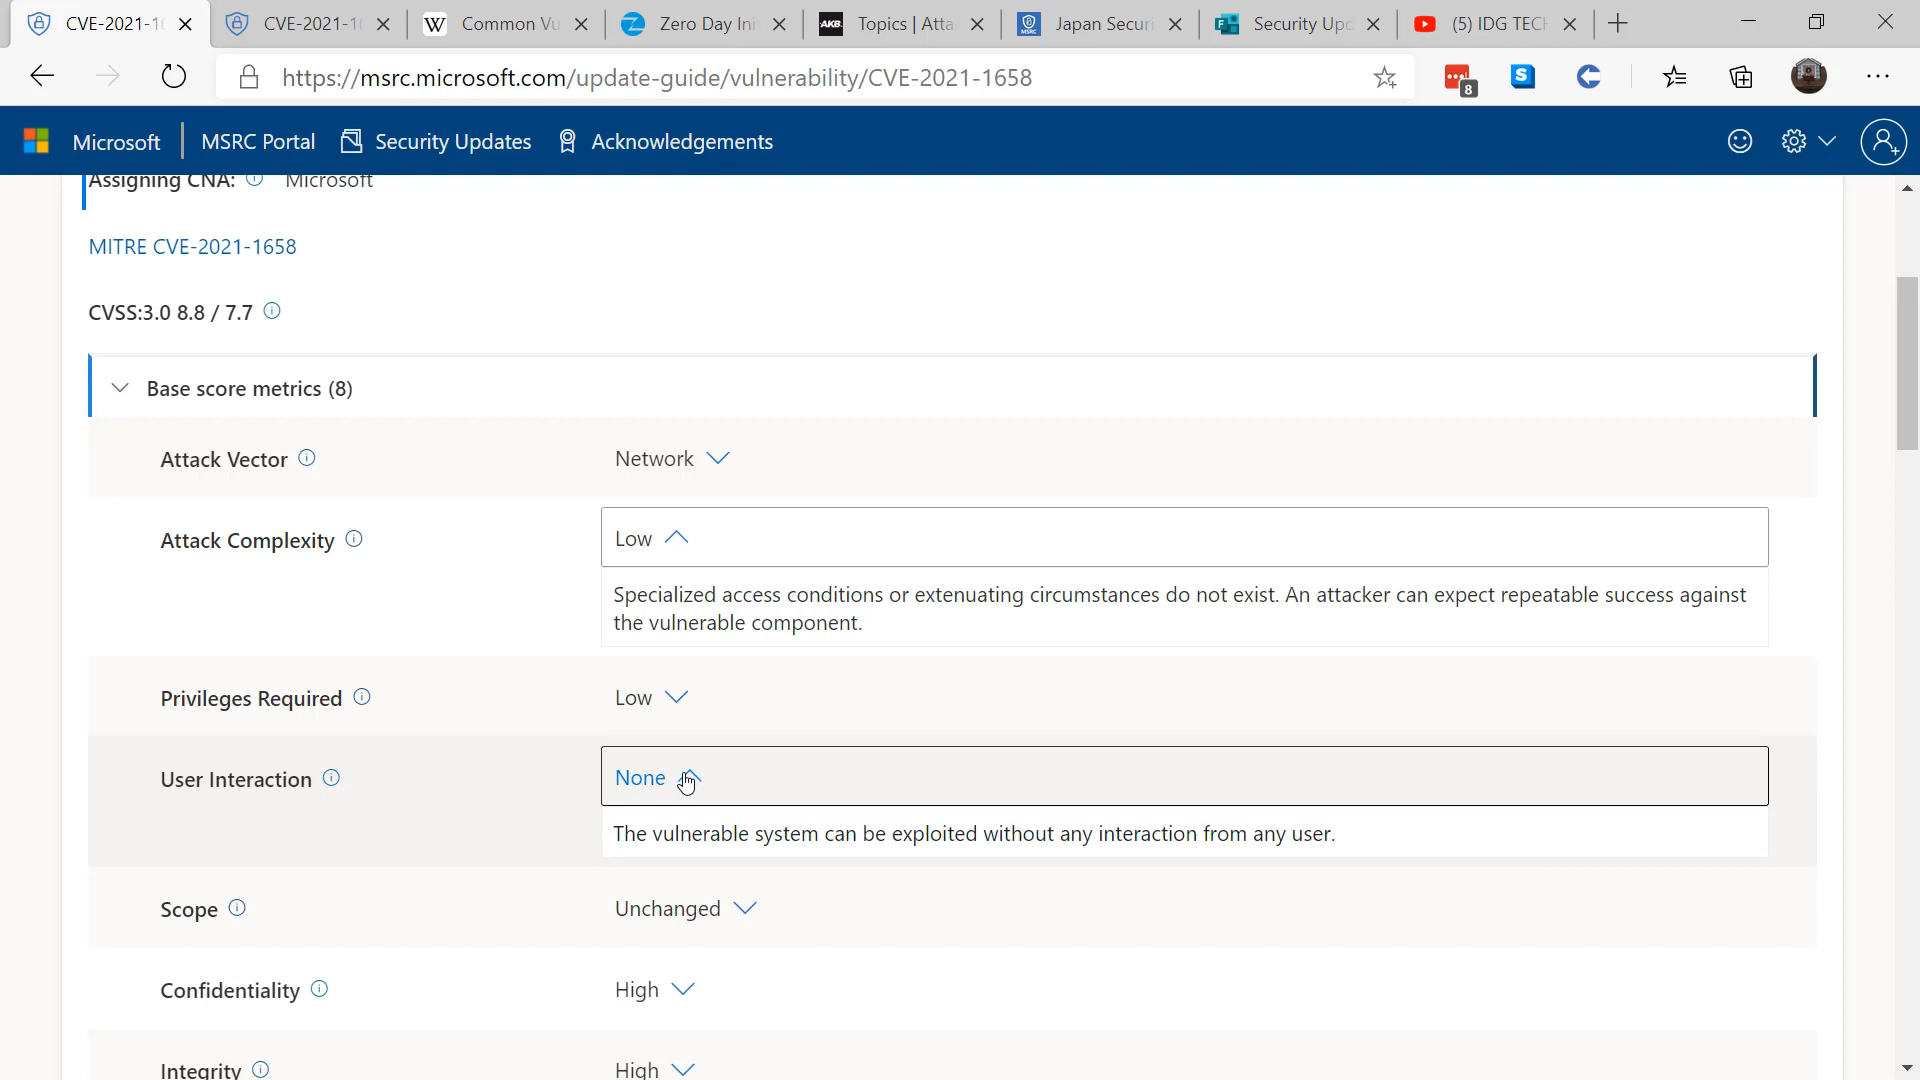 CVE-2021-16
CVE-2021-1
Common Vu
Zero Day Ini
AKB
Topics | Atta
Japan Securi
Security Upd
(5) IDG TECH
https://msrc.microsoft.com/update-guide/vulnerability/CVE-2021-1658
8
S
Microsoft
MSRC Portal
Security Updates
Acknowledgements
Assigning CNA:
Microsoft
MITRE CVE-2021-1658
CVSS:3.0 8.8 / 7.7
Base score metrics (8)
Attack Vector
Network
Attack Complexity
Low
Specialized access conditions or extenuating circumstances do not exist. An attacker can expect repeatable success against
the vulnerable component.
Privileges Required
Low
User Interaction
None
The vulnerable system can be exploited without any interaction from any user.
Scope
Unchanged
Confidentiality
High
Integrity
High